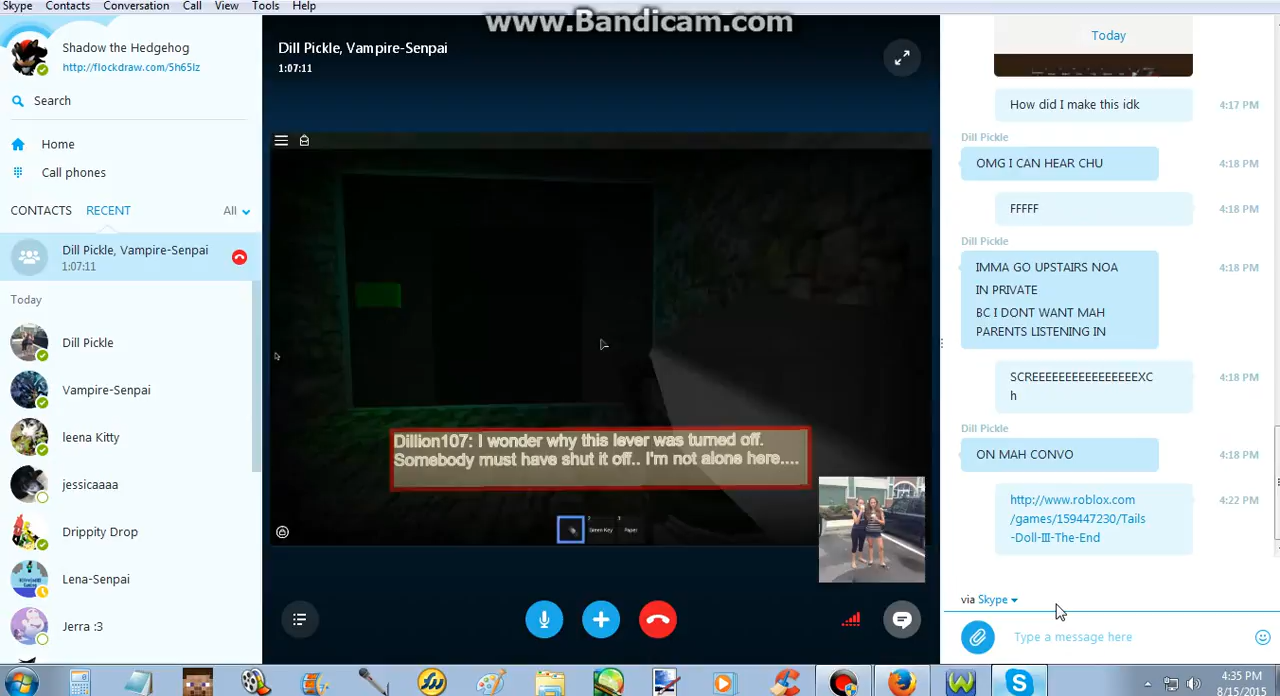 Skype Contacts Conversation Call View Tools Help
www.Bandicam.com
Shadow the Hedgehog
http://flockdraw.com/5h65lz
Search
Home
Call phones
CONTACTS RECENT All
Dill Pickle, Vampire-Senpai
1:07:11
Today
Dill Pickle
Vampire-Senpai
leena Kitty
jessicaaaa
Drippity Drop
Lena-Senpai
Jerra :3
Dill Pickle, Vampire-Senpai
1:07:11
Dillion107: I wonder why this lever was turned off.
Somebody must have shut it off.. I'm not alone here....
2 3
Green Key Paper
Today
How did I make this idk 4:17 PM
Dill Pickle
OMG I CAN HEAR CHU 4:18 PM
FFFFF 4:18 PM
Dill Pickle
IMMA GO UPSTAIRS NOA 4:18 PM
IN PRIVATE
BC I DONT WANT MAH
PARENTS LISTENING IN
SCREEEEEEEEEEEEEEEEXC 4:18 PM
h
Dill Pickle
ON MAH CONVO 4:18 PM
http://www.roblox.com 4:22 PM
/games/159447230/Tails
-Doll-III-The-End
via Skype
Type a message here
4:35 PM
8/15/2015